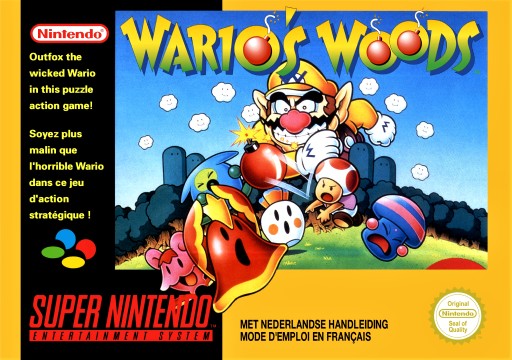 Nintendo
Outfox the
wicked Wario
in this puzzle
action game!
Soyez plus
malin que
l'horrible Wario
dans ce jeu
d'action
stratégique !
WARIO'S WOODS
SUPER NINTENDO
ENTERTAINMENT SYSTEM
MET NEDERLANDSE HANDLEIDING
MODE D'EMPLOI EN FRANÇAIS
Original
Nintendo
Seal of
Quality